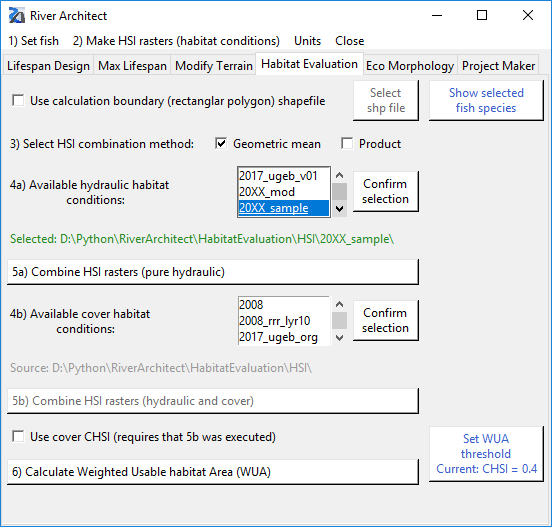 River Architect
1) Set fish 2) Make HSI rasters (habitat conditions) Units Close
Lifespan Design Max Lifespan Modify Terrain Habitat Evaluation Eco Morphology Project Maker
Use calculation boundary (rectanglar polygon) shapefile
Select
shp file
Show selected
fish species
3) Select HSI combination method: Geometric mean Product
4a) Available hydraulic habitat
conditions:
2017_ugeb_v01
20XX_mod
20XX_sample
Confirm
selection
Selected: D:\Python\RiverArchitect\HabitatEvaluation\HSI\20XX_sample\
5a) Combine HSI rasters (pure hydraulic)
4b) Available cover habitat
conditions:
2008
2008_rrr_lyr10
2017_ugeb_org
Confirm
selection
Source: D:\Python\RiverArchitect\HabitatEvaluation\HSI\
5b) Combine HSI rasters (hydraulic and cover)
Use cover CHSI (requires that 5b was executed)
Set WUA
threshold
Current: CHSI = 0.4
6) Calculate Weighted Usable habitat Area (WUA)